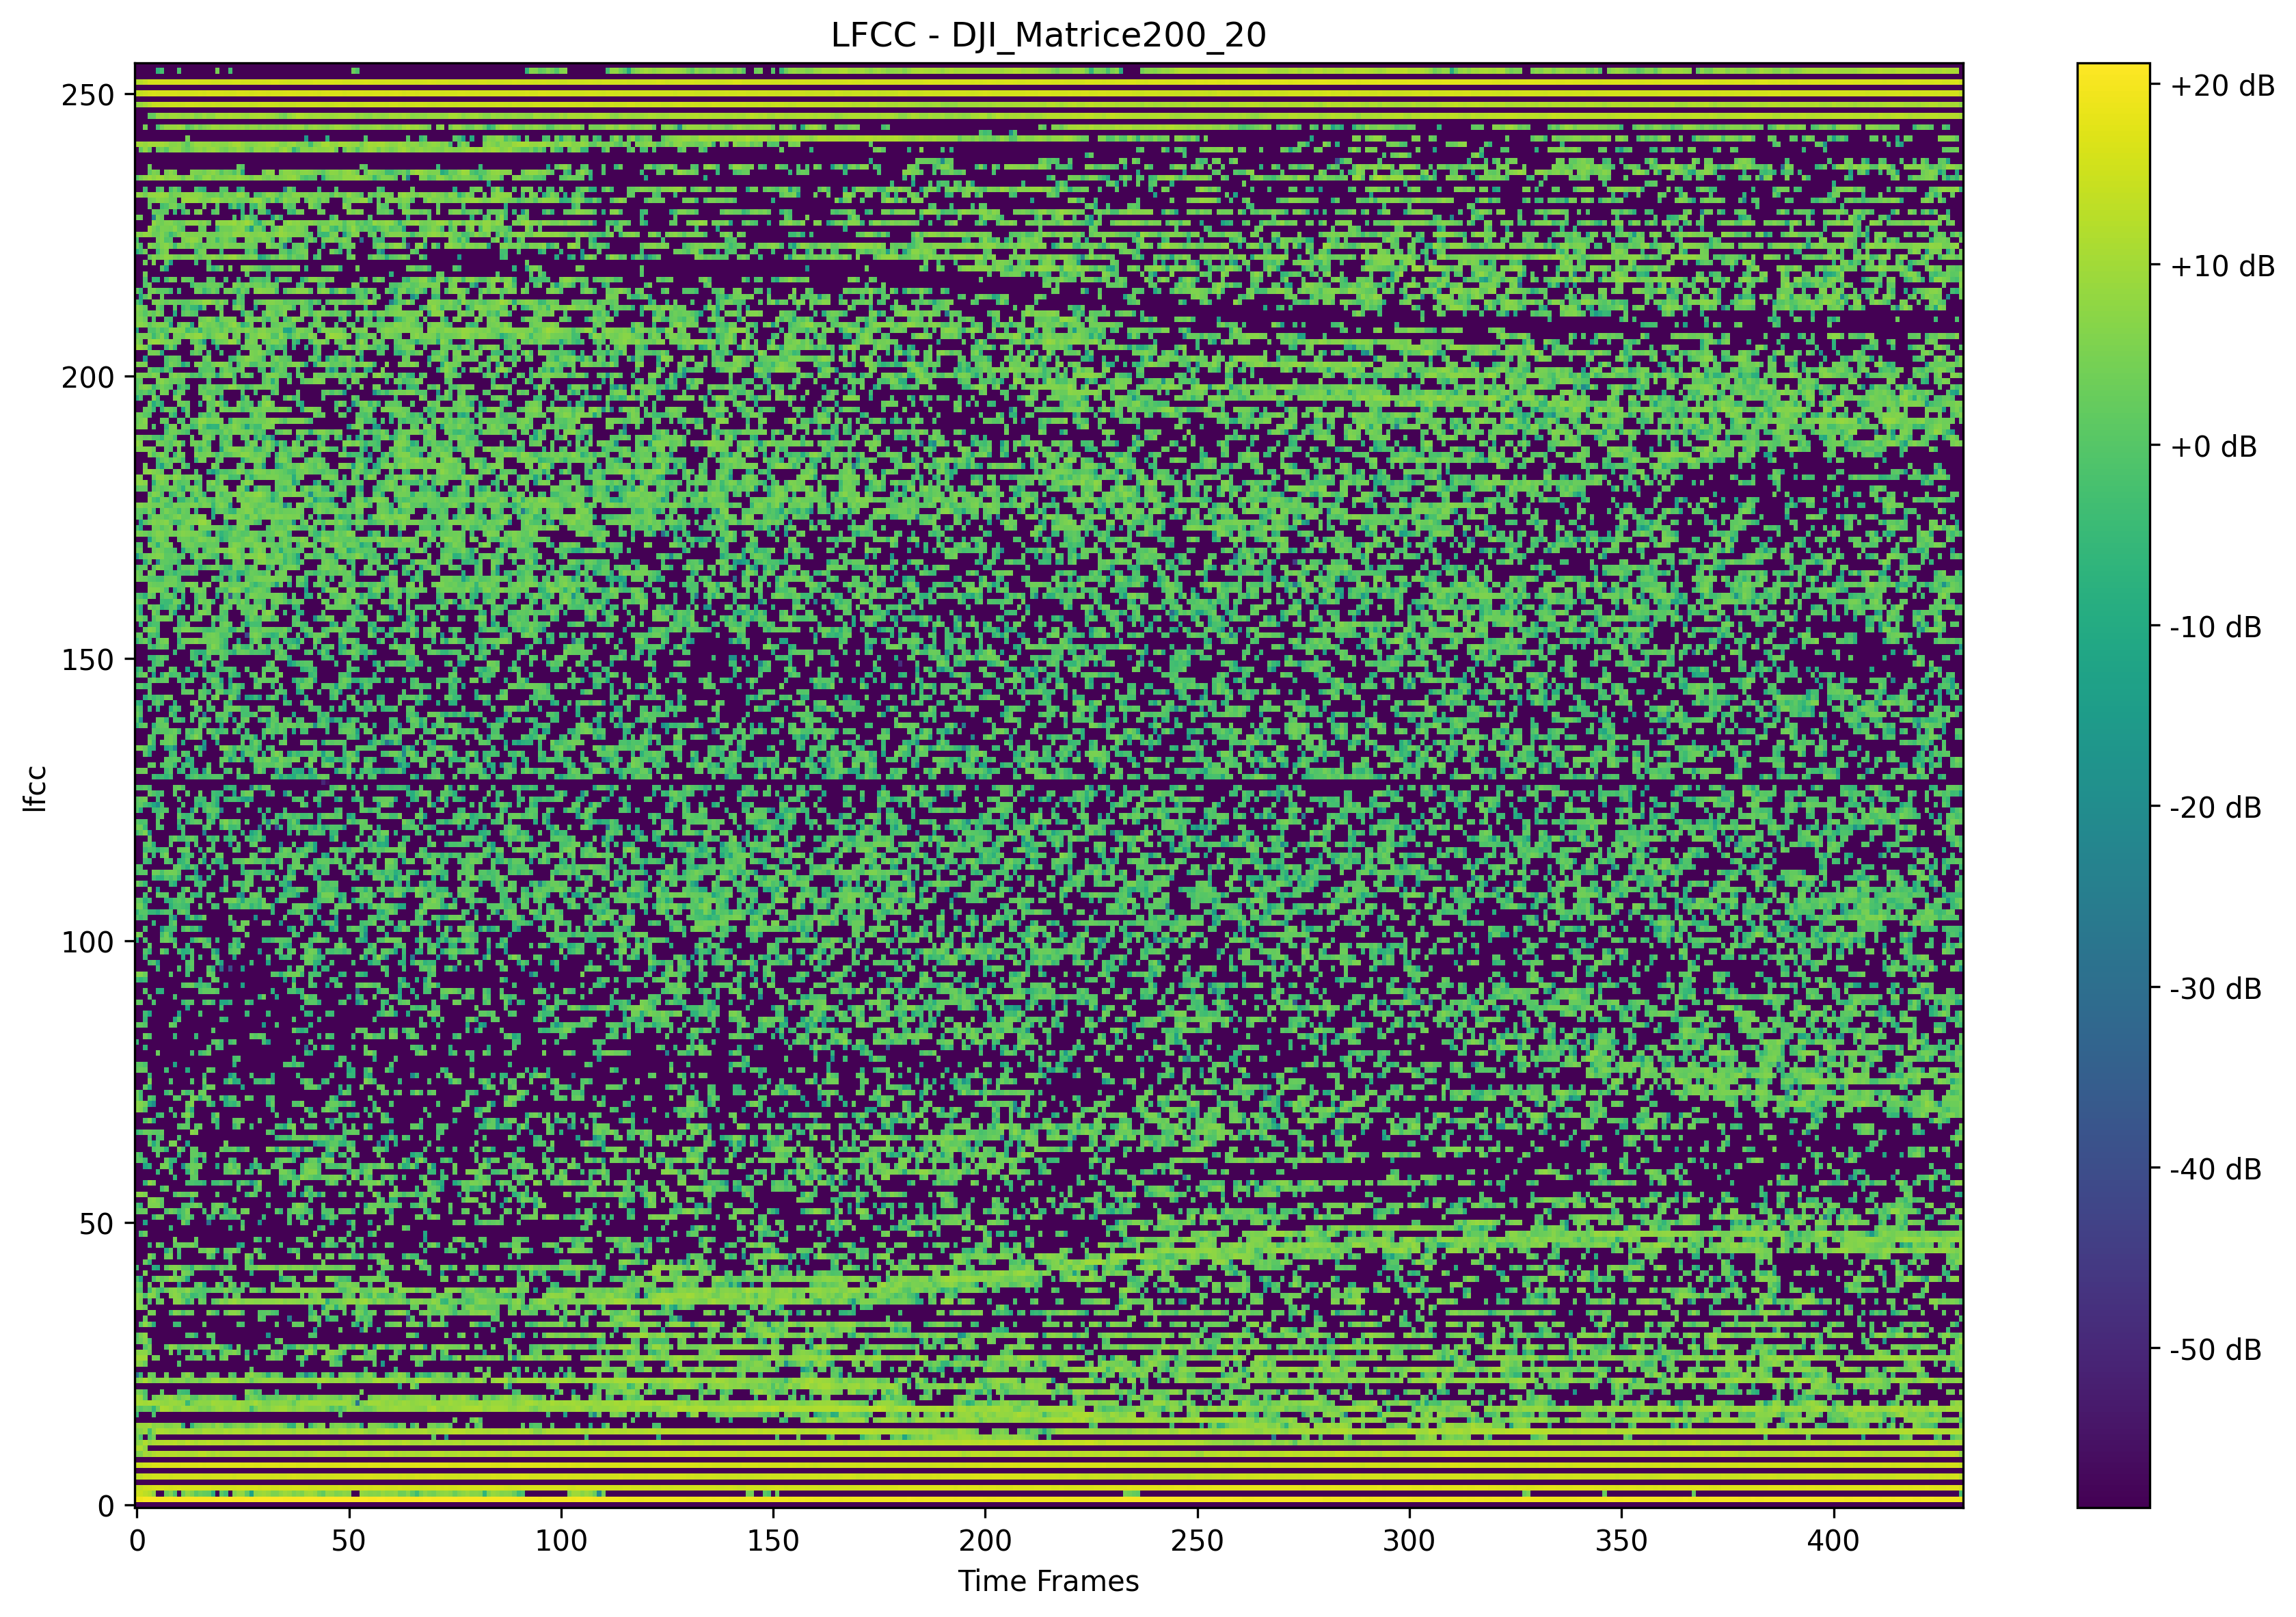 LFCC - DJI_Matrice200_20
250
200
150
100
50
0
lfcc
0 50 100 150 200 250 300 350 400
Time Frames
+20 dB
+10 dB
+0 dB
-10 dB
-20 dB
-30 dB
-40 dB
-50 dB